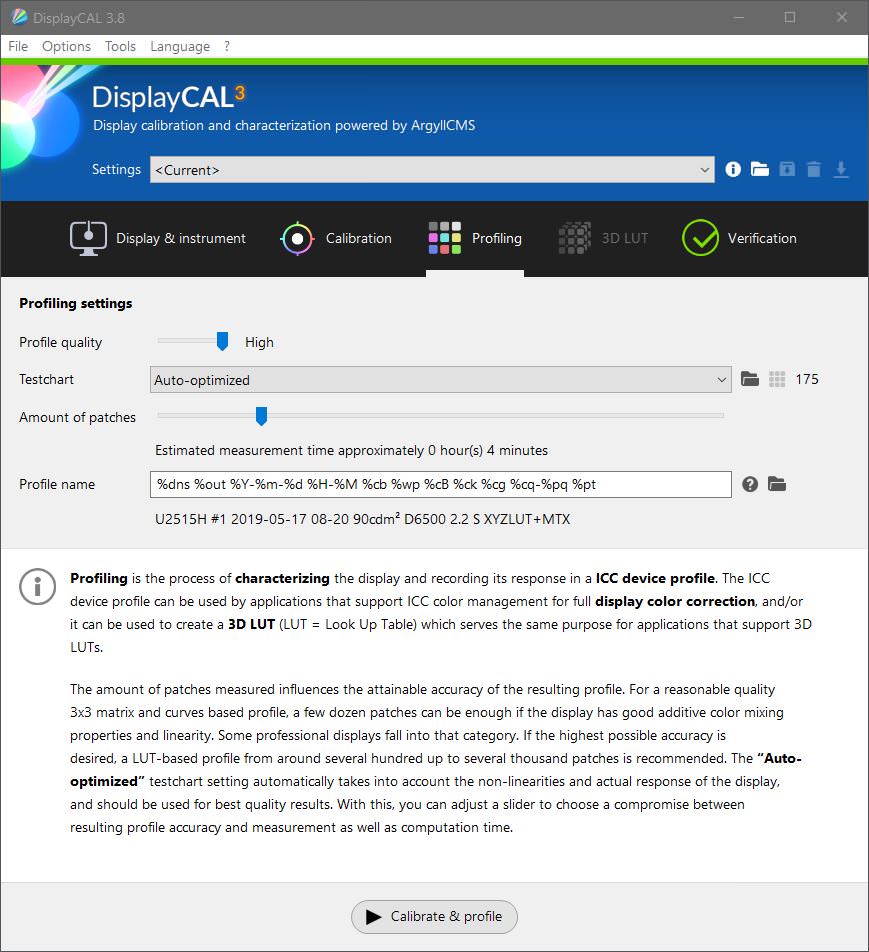 DisplayCAL 3.8
File Options Tools Language ?
DisplayCAL3
Display calibration and characterization powered by ArgyllCMS
Settings <Current>
Display & instrument Calibration Profiling 3D LUT Verification
Profiling settings
Profile quality High
Testchart Auto-optimized 175
Amount of patches
Estimated measurement time approximately 0 hour(s) 4 minutes
Profile name %dns %out %Y-%m-%d %H-%M %cb %wp %cB %ck %cg %cq-%pq %pt
U2515H #1 2019-05-17 08-20 90cdm² D6500 2.2 S XYZLUT+MTX
Profiling is the process of characterizing the display and recording its response in a ICC device profile. The ICC
device profile can be used by applications that support ICC color management for full display color correction, and/or
it can be used to create a 3D LUT (LUT = Look Up Table) which serves the same purpose for applications that support 3D
LUTs.
The amount of patches measured influences the attainable accuracy of the resulting profile. For a reasonable quality
3x3 matrix and curves based profile, a few dozen patches can be enough if the display has good additive color mixing
properties and linearity. Some professional displays fall into that category. If the highest possible accuracy is
desired, a LUT-based profile from around several hundred up to several thousand patches is recommended. The “Auto-
optimized” testchart setting automatically takes into account the non-linearities and actual response of the display,
and should be used for best quality results. With this, you can adjust a slider to choose a compromise between
resulting profile accuracy and measurement as well as computation time.
Calibrate & profile